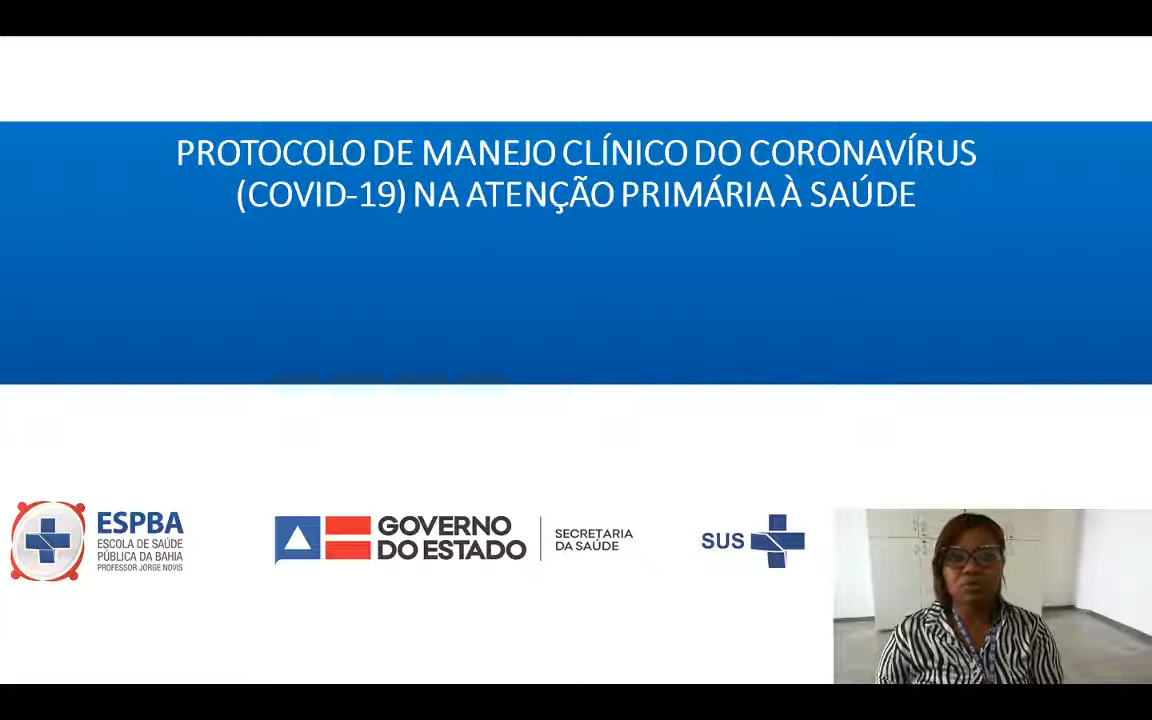 PROTOCOLO DE MANEJO CLÍNICO DO CORONAVÍRUS
(COVID-19) NA ATENÇÃO PRIMÁRIA À SAÚDE
ESPBA
ESCOLA DE SAÚDE
PÚBLICA DA BAHIA
PROFESSOR JORGE NOVIS
GOVERNO
DO ESTADO
SECRETARIA
DA SAÚDE
SUS